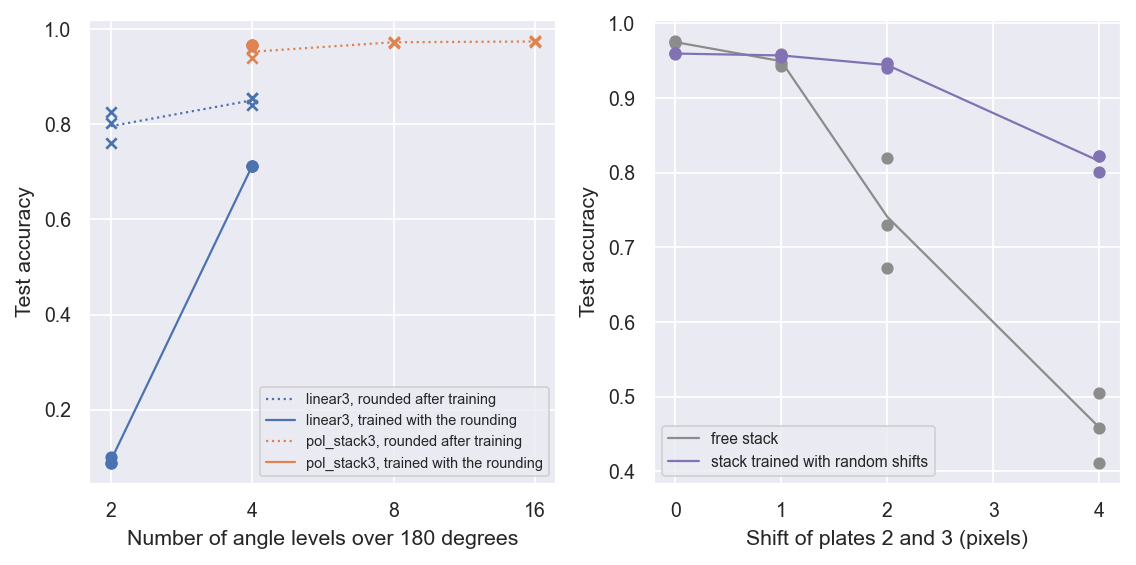 1.0
0.8
0.6
0.4
0.2
Test accuracy
linear3, rounded after training
linear3, trained with the rounding
pol_stack3, rounded after training
pol_stack3, trained with the rounding
2 4 8 16
Number of angle levels over 180 degrees
1.0
0.9
0.8
0.7
0.6
0.5
0.4
Test accuracy
free stack
stack trained with random shifts
0 1 2 3 4
Shift of plates 2 and 3 (pixels)